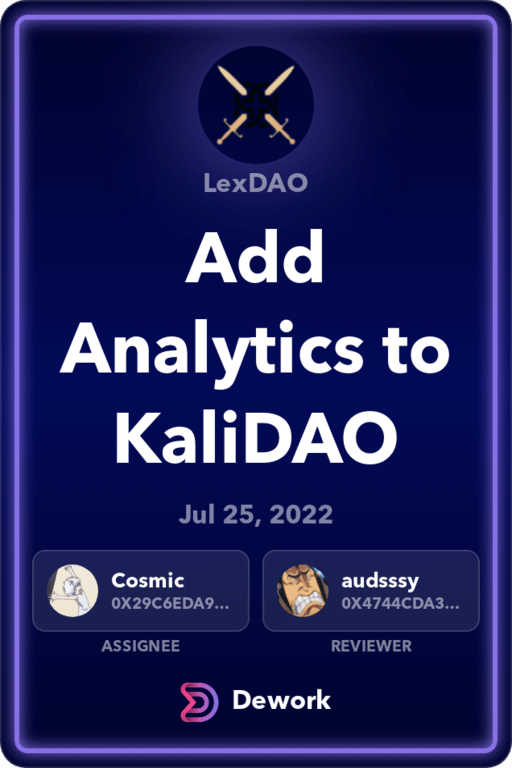 LexDAO
Add
Analytics to
KaliDAO
Jul 25, 2022
Cosmic
0X29C6EDA9...
audsssy
0X4744CDA3...
ASSIGNEE
REVIEWER
Dework